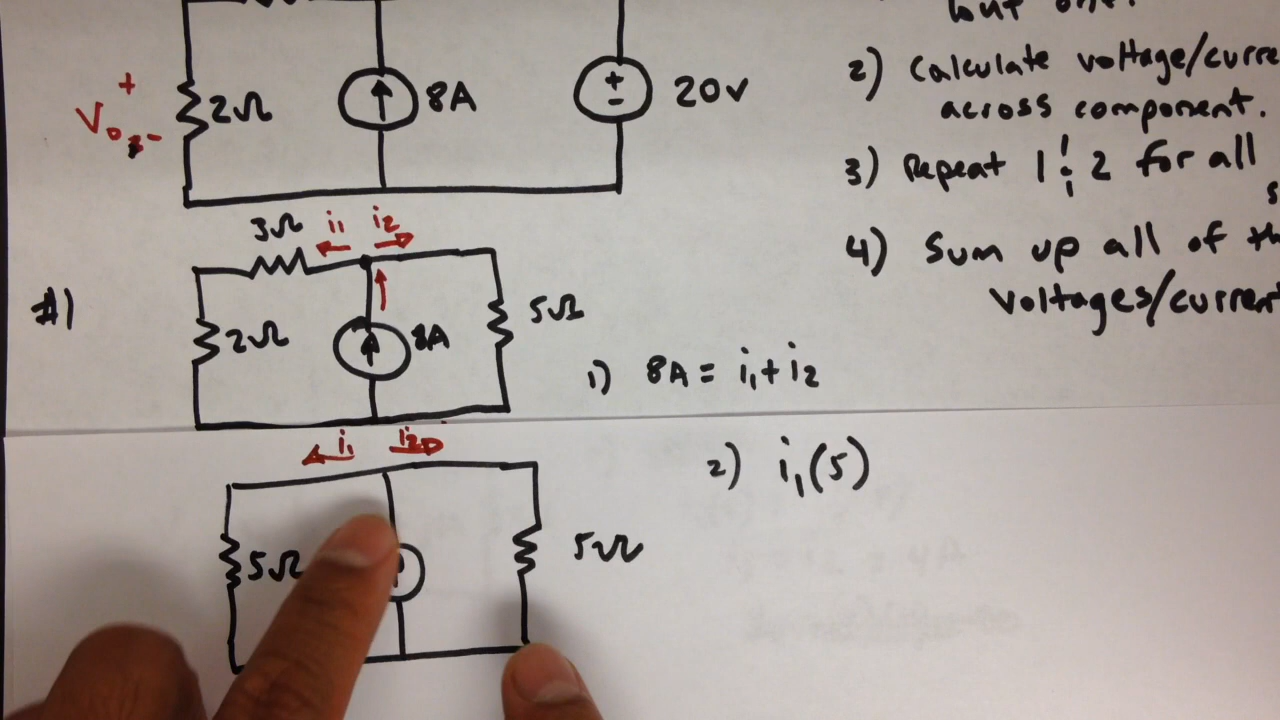 but one.
2) Calculate voltage/curre
across component.
3) Repeat 1 & 2 for all
s
4) Sum up all of th
voltages/current
+
Vo
-
2Ω
8A
+
-
20V
3Ω
i₁
i₂
A)
2Ω
8A
5Ω
1) 8A = i₁+i₂
i₁
i₂
2) i₁(5)
5Ω
5Ω